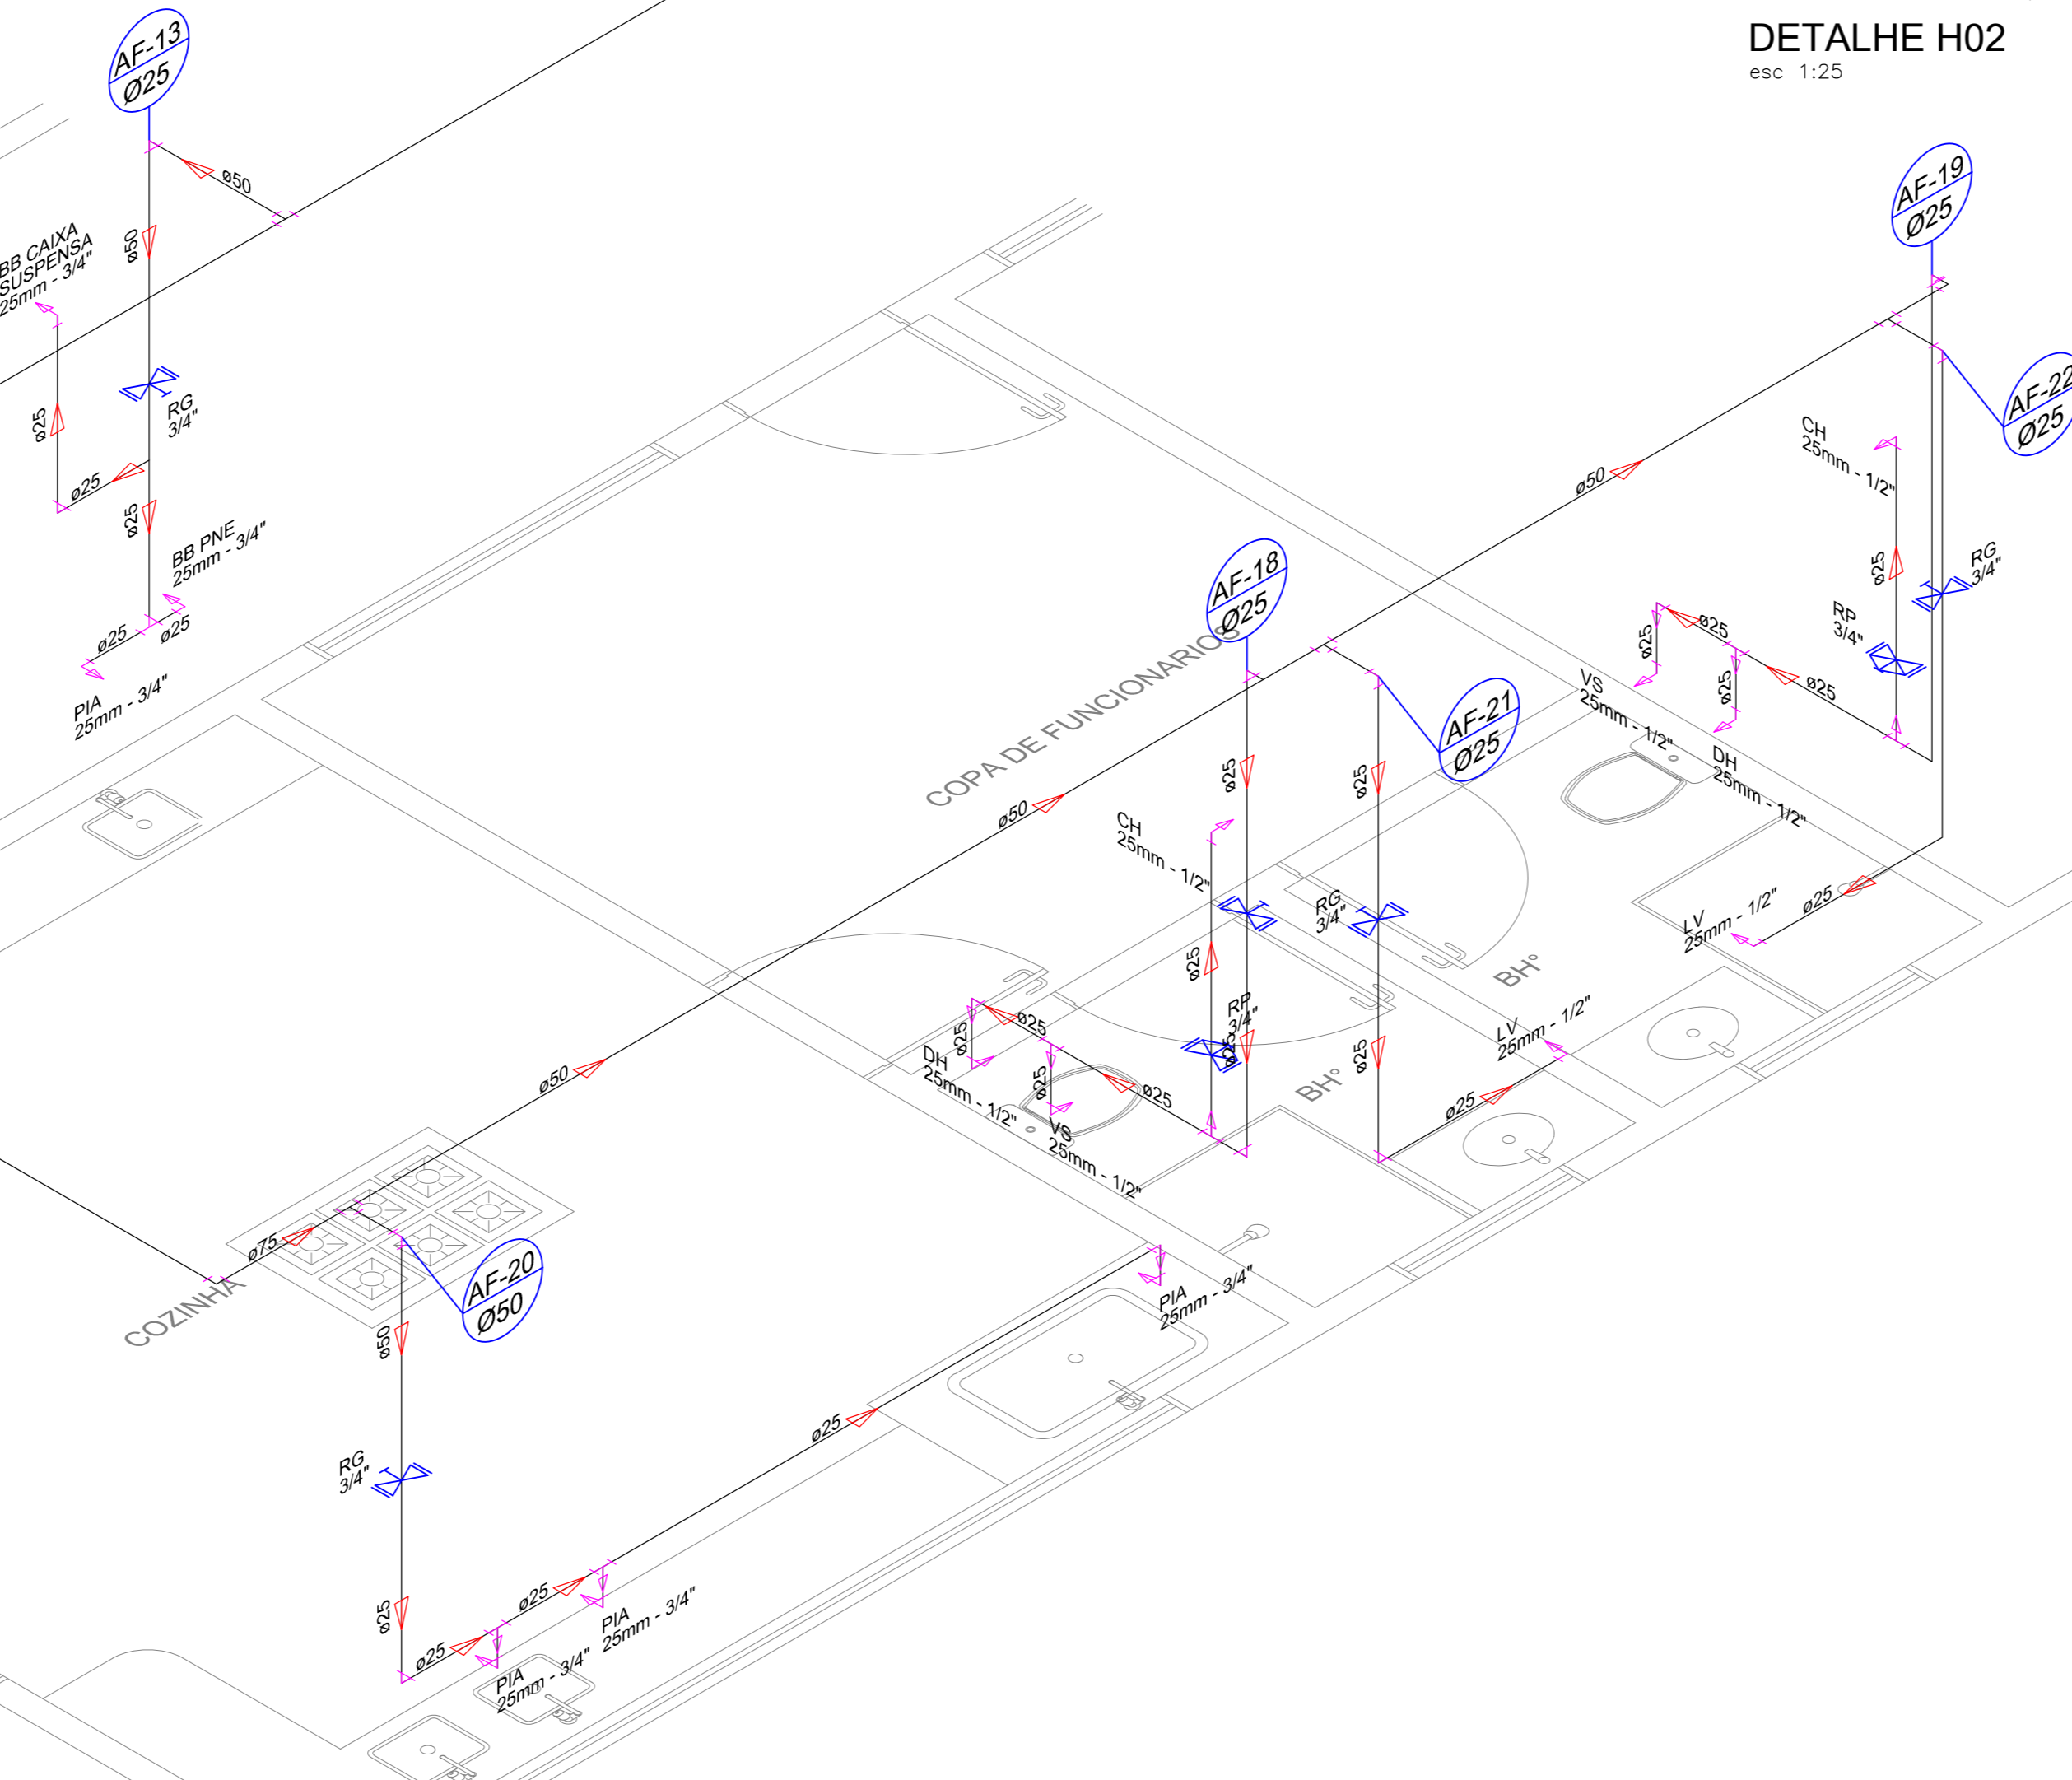 DETALHE H02
esc 1:25
AF-13
Ø25
ø50
ø50
BB CAIXA
SUSPENSA
25mm - 3/4"
RG
3/4"
ø25
ø25
ø25
BB PNE
25mm - 3/4"
ø25
ø25
PIA
25mm - 3/4"
AF-19
Ø25
AF-22
Ø25
CH
25mm - 1/2"
ø50
ø25
RG
3/4"
RP
3/4"
ø25
ø25
ø25
ø25
VS
25mm - 1/2"
DH
25mm - 1/2"
AF-18
Ø25
COPA DE FUNCIONARIOS
AF-21
Ø25
ø25
ø25
ø50
CH
25mm - 1/2"
RG
3/4"
ø25
LV
25mm - 1/2"
BH°
ø25
RP
3/4"
ø25
LV
25mm - 1/2"
ø25
ø25
ø25
DH
25mm - 1/2"
ø25
ø25
BH°
ø25
VS
25mm - 1/2"
ø50
ø75
COZINHA
AF-20
Ø50
ø50
PIA
25mm - 3/4"
ø25
RG
3/4"
ø25
ø25
ø25
PIA
25mm - 3/4"
PIA
25mm - 3/4"